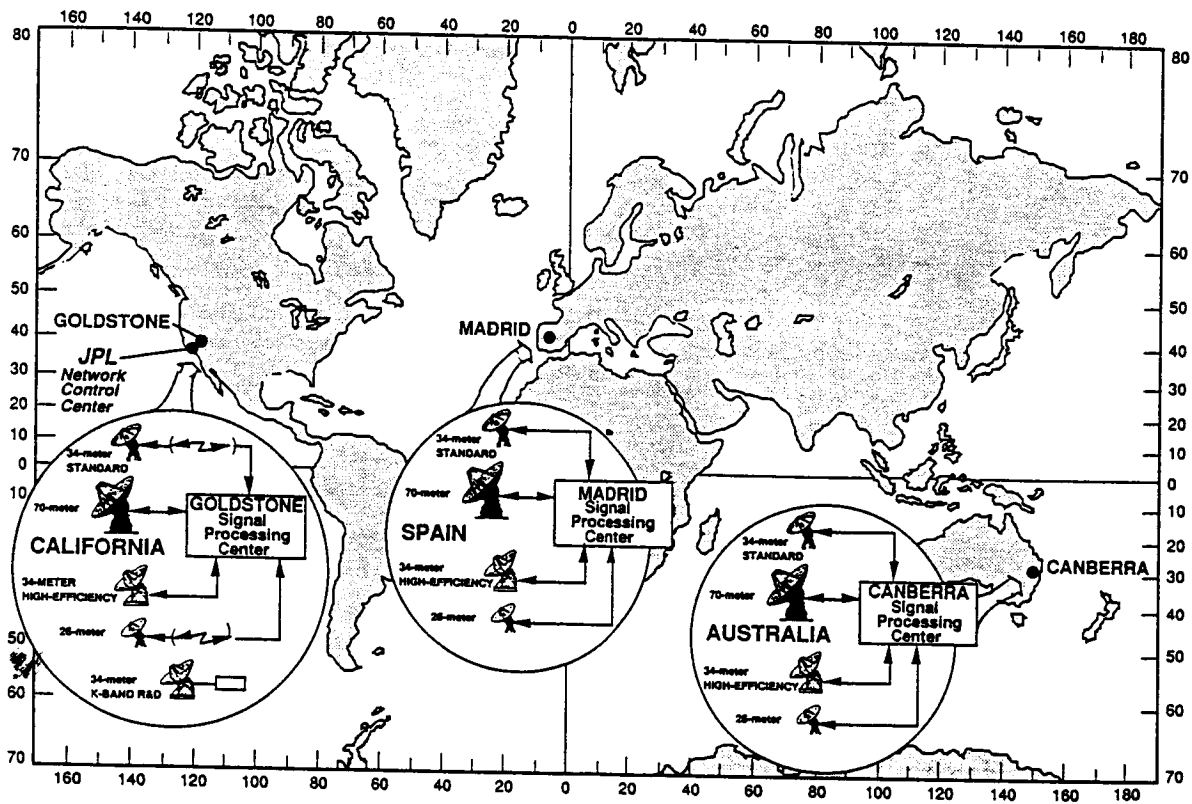 160 140 120 100 80 60 40 20 0 20 40 60 80 100 120 140 160 180
80
70
60
50
40
30
20
10
0
10
50
60
70
80
70
60
50
40
30
20
10
0
10
20
30
40
50
60
70
GOLDSTONE
JPL
Network
Control
Center
MADRID
CANBERRA
34-meter
STANDARD
70-meter
GOLDSTONE
Signal
Processing
Center
CALIFORNIA
34-METER
HIGH-EFFICIENCY
26-meter
34-meter
K-BAND R&D
34-meter
STANDARD
70-meter
MADRID
Signal
Processing
Center
SPAIN
34-meter
HIGH-EFFICIENCY
26-meter
34-meter
STANDARD
70-meter
CANBERRA
Signal
Processing
Center
AUSTRALIA
34-meter
HIGH-EFFICIENCY
26-meter
160 140 120 100 80 60 40 20 0 20 40 60 80 100 120 140 160 180